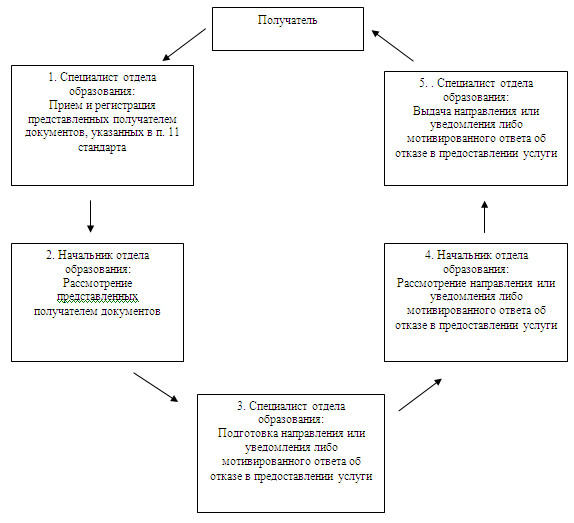 Получатель
1. Специалист отдела
образования:
Прием и регистрация
представленных получателем
документов, указанных в п. 11
стандарта
2. Начальник отдела
образования:
Рассмотрение
представленных
получателем документов
3. Специалист отдела
образования:
Подготовка направления или
уведомления либо
мотивированного ответа об
отказе в предоставлении услуги
4. Начальник отдела
образования:
Рассмотрение направления или
уведомления либо
мотивированного ответа об
отказе в предоставлении услуги
5. . Специалист отдела
образования:
Выдача направления или
уведомления либо
мотивированного ответа об
отказе в предоставлении услуги